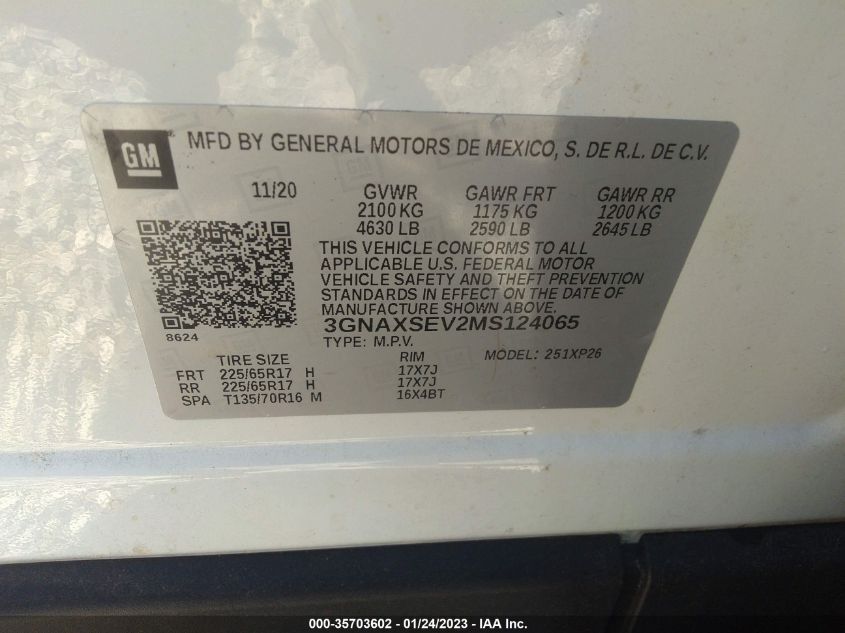 GM MFD BY GENERAL MOTORS DE MEXICO, S. DE R.L. DE C.V.
11/20 GVWR GAWR FRT GAWR RR
2100 KG 1175 KG 1200 KG
4630 LB 2590 LB 2645 LB
THIS VEHICLE CONFORMS TO ALL
APPLICABLE U.S. FEDERAL MOTOR
VEHICLE SAFETY AND THEFT PREVENTION
STANDARDS IN EFFECT ON THE DATE OF
MANUFACTURE SHOWN ABOVE.
8624 3GNAXSEV2MS124065
TYPE: M.P.V. MODEL: 251XP26
TIRE SIZE RIM
FRT 225/65R17 H 17X7J
RR 225/65R17 H 17X7J
SPA T135/70R16 M 16X4BT
000-35703602 - 01/24/2023 - IAA Inc.